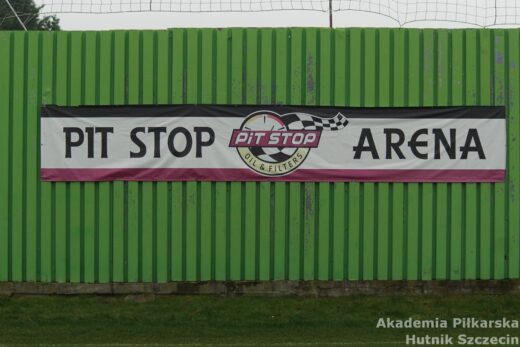 PIT STOP
PIT STOP
OIL & FILTERS
ARENA
Akademia Piłkarska
Hutnik Szczecin